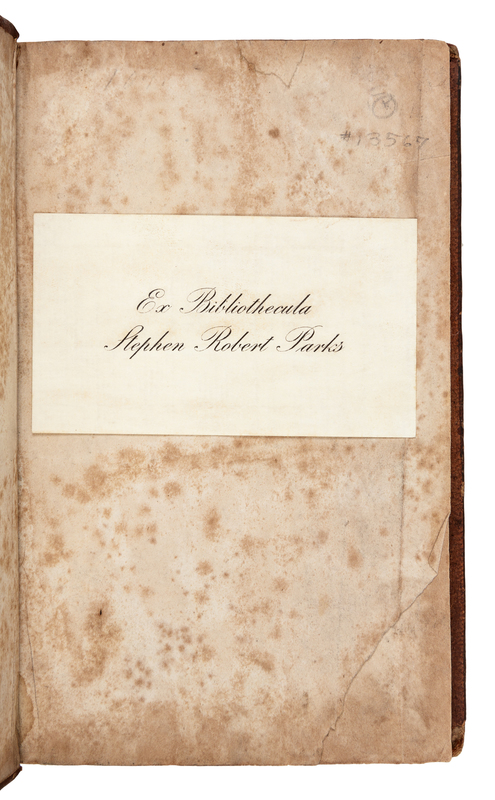 #13567
Ex Bibliothecula
Stephen Robert Parks